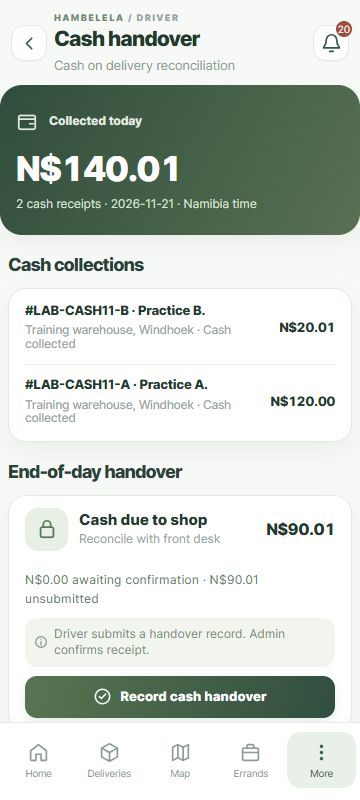 HAMBELELA / DRIVER
Cash handover
Cash on delivery reconciliation
20
Collected today
N$140.01
2 cash receipts · 2026-11-21 · Namibia time
Cash collections
#LAB-CASH11-B · Practice B.
Training warehouse, Windhoek · Cash
collected
N$20.01
#LAB-CASH11-A · Practice A.
Training warehouse, Windhoek · Cash
collected
N$120.00
End-of-day handover
Cash due to shop
Reconcile with front desk
N$90.01
N$0.00 awaiting confirmation · N$90.01
unsubmitted
Driver submits a handover record. Admin
confirms receipt.
Record cash handover
Home
Deliveries
Map
Errands
More